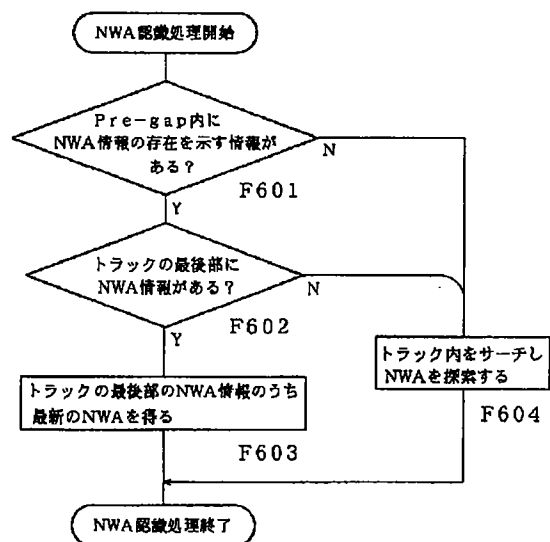 NWA認識処理開始
Pre-gap内に
NWA情報の存在を示す情報が
ある?
N
F601
Y
トラックの最後部に
NWA情報がある?
N
F602
Y
トラック内をサーチし
NWAを探索する
F604
トラックの最後部のNWA情報のうち
最新のNWAを得る
F603
NWA認識処理終了